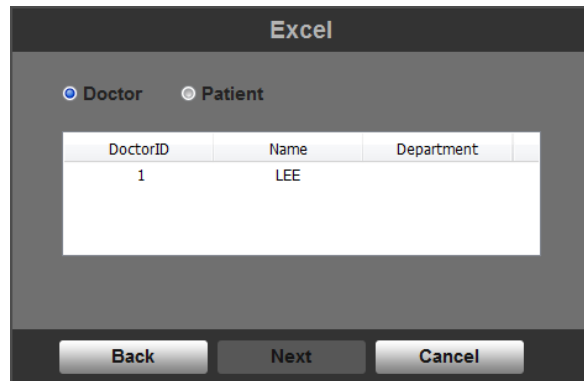 Excel
Doctor Patient
DoctorID Name Department
1 LEE
Back Next Cancel